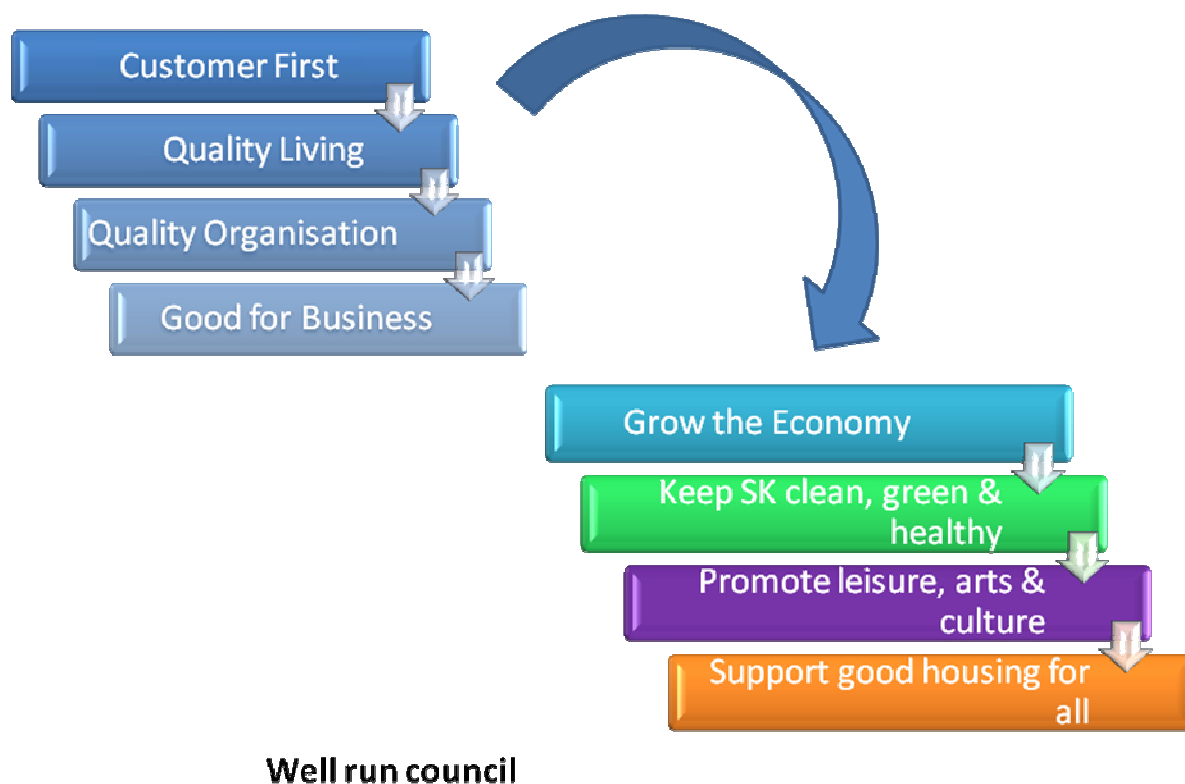 Customer First
Quality Living
Quality Organisation
Good for Business
Grow the Economy
Keep SK clean, green &
healthy
Promote leisure, arts &
culture
Support good housing for
all
Well run council